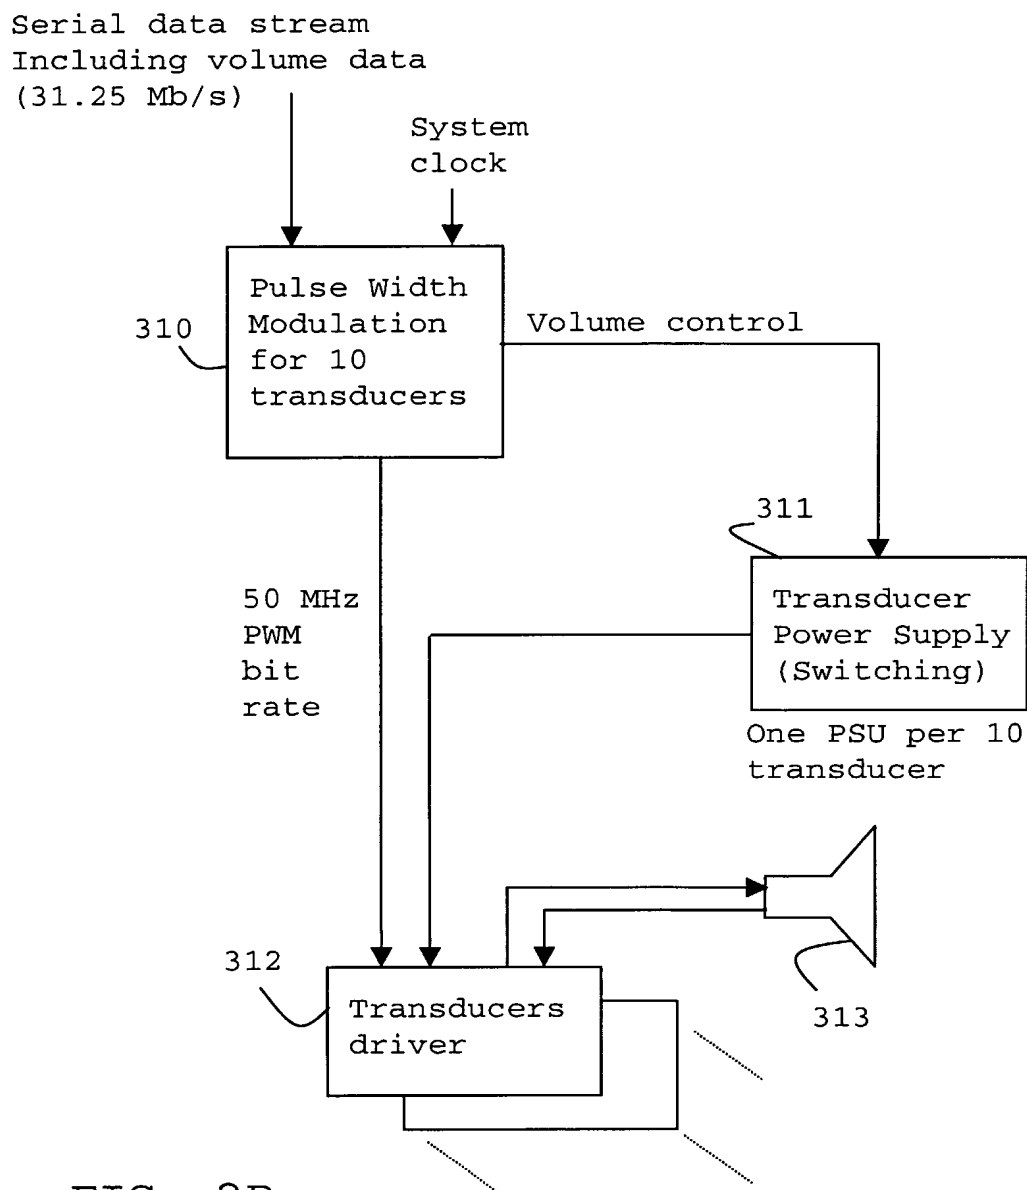 Serial data stream
Including volume data
(31.25 Mb/s)
System
clock
Pulse Width
Modulation
for 10
transducers
310
Volume control
311
Transducer
Power Supply
(Switching)
One PSU per 10
transducer
50 MHz
PWM
bit
rate
312
Transducers
driver
313